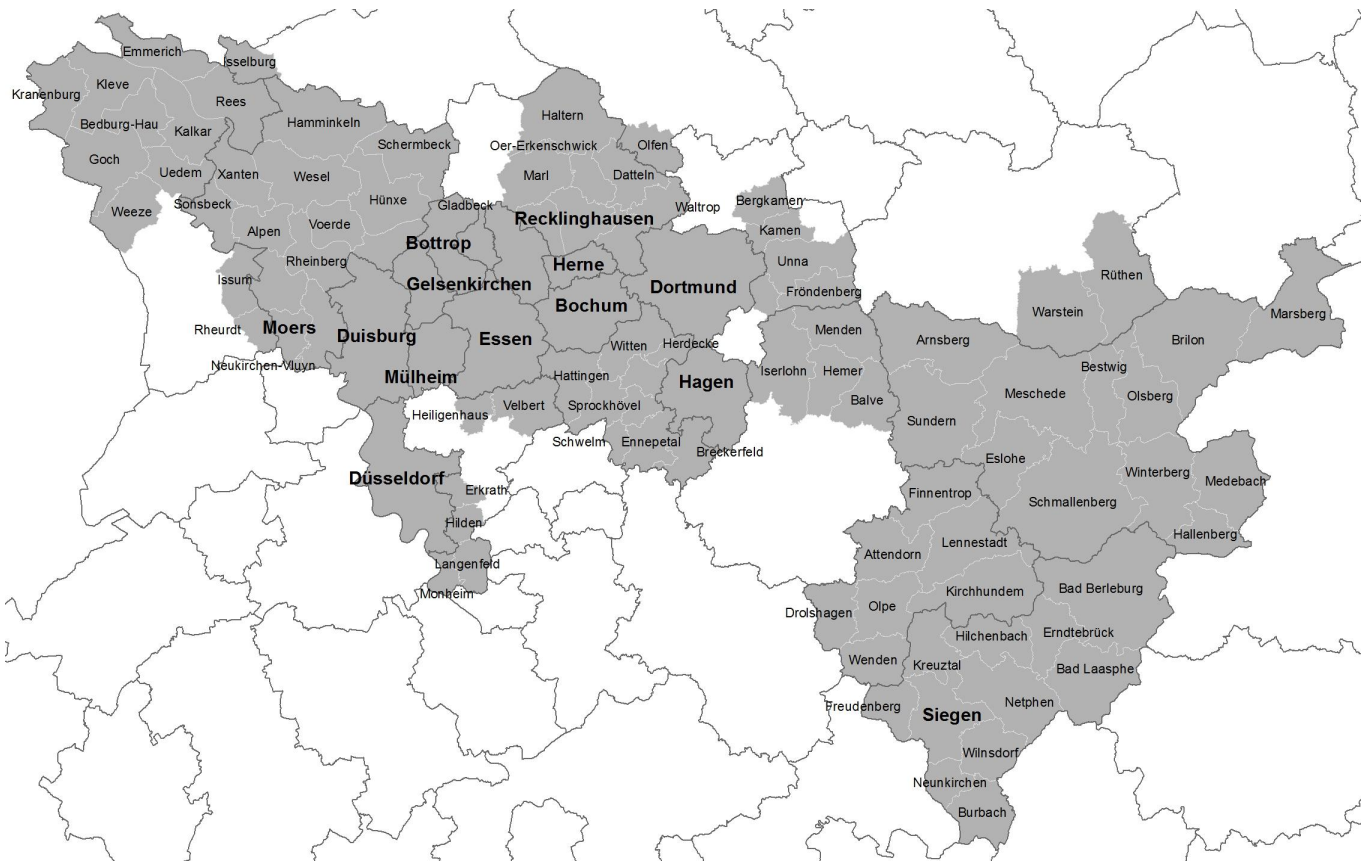 Emmerich
Isselburg
Kleve
Kranenburg
Rees
Haltern
Hamminkeln
Bedburg-Hau
Kalkar
Schermbeck
Oer-Erkenschwick
Olfen
Goch
Uedem
Xanten
Wesel
Marl
Datteln
Hünxe
Sonsbeck
Gladbeck
Waltrop
Bergkamen
Weeze
Voerde
Recklinghausen
Alpen
Kamen
Bottrop
Rheinberg
Herne
Unna
Rüthen
Issum
Gelsenkirchen
Dortmund
Fröndenberg
Bochum
Warstein
Marsberg
Rheurdt
Moers
Duisburg
Essen
Menden
Arnsberg
Brilon
Witten
Herdecke
Neukirchen-Vluyn
Bestwig
Mülheim
Hattingen
Hagen
Iserlohn
Hemer
Meschede
Olsberg
Balve
Heiligenhaus
Velbert
Sprockhövel
Sundern
Schwelm
Ennepetal
Breckerfeld
Eslohe
Düsseldorf
Winterberg
Medebach
Erkrath
Finnentrop
Schmallenberg
Hilden
Hallenberg
Lennestadt
Attendorn
Langenfeld
Monheim
Kirchhundem
Bad Berleburg
Drolshagen
Olpe
Hilchenbach
Erndtebrück
Wenden
Kreuztal
Bad Laasphe
Freudenberg
Netphen
Siegen
Wilnsdorf
Neunkirchen
Burbach